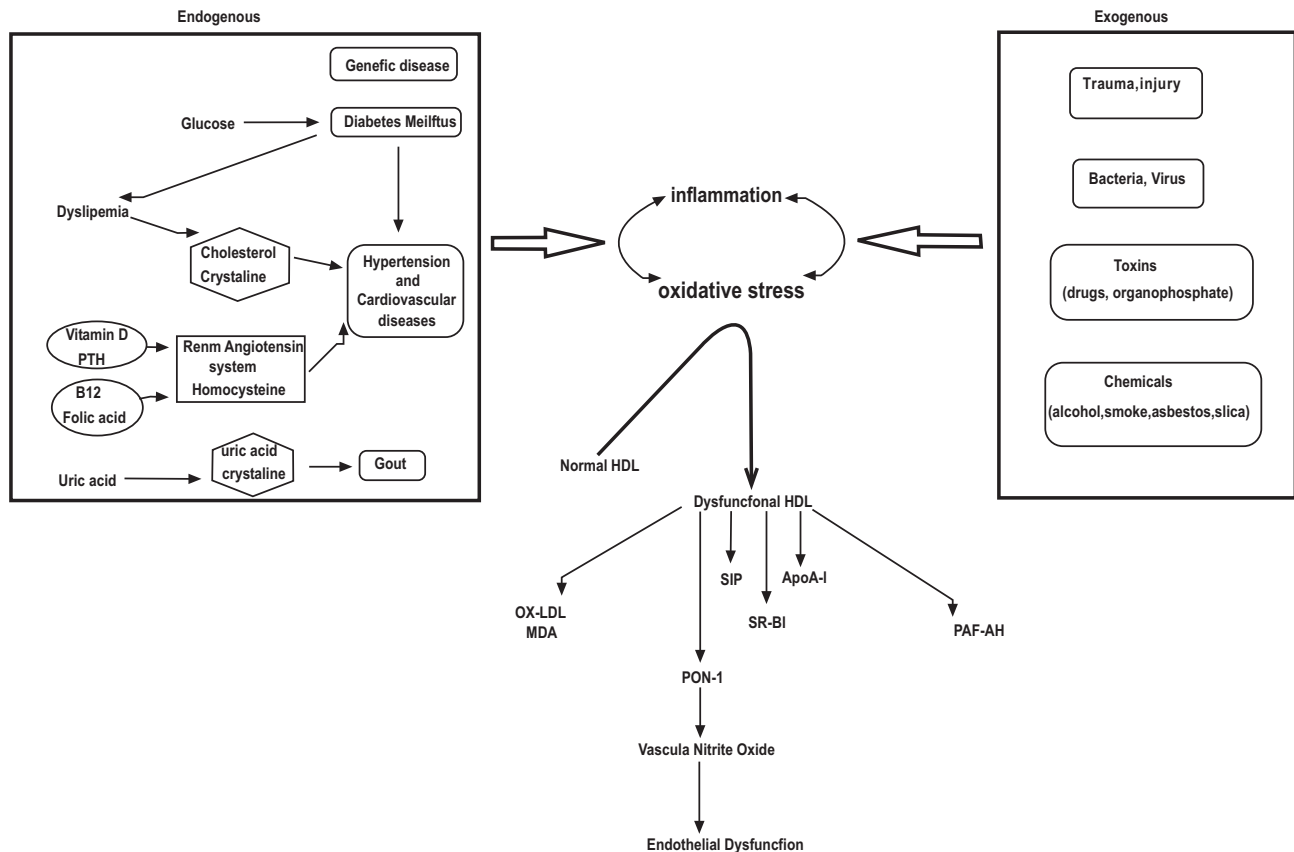 Endogenous
Exogenous
Genefic disease
Glucose
Diabetes Meilftus
Dyslipemia
Cholesterol
Crystaline
Hypertension
and
Cardiovascular
diseases
Vitamin D
PTH
Renm Angiotensin
system
Homocysteine
B12
Folic acid
Uric acid
uric acid
crystaline
Gout
inflammation
oxidative stress
Trauma,injury
Bacteria, Virus
Toxins
(drugs, organophosphate)
Chemicals
(alcohol,smoke,asbestos,slica)
Normal HDL
Dysfuncfonal HDL
OX-LDL
MDA
SIP
SR-BI
ApoA-I
PAF-AH
PON-1
Vascula Nitrite Oxide
Endothelial Dysfuncfion